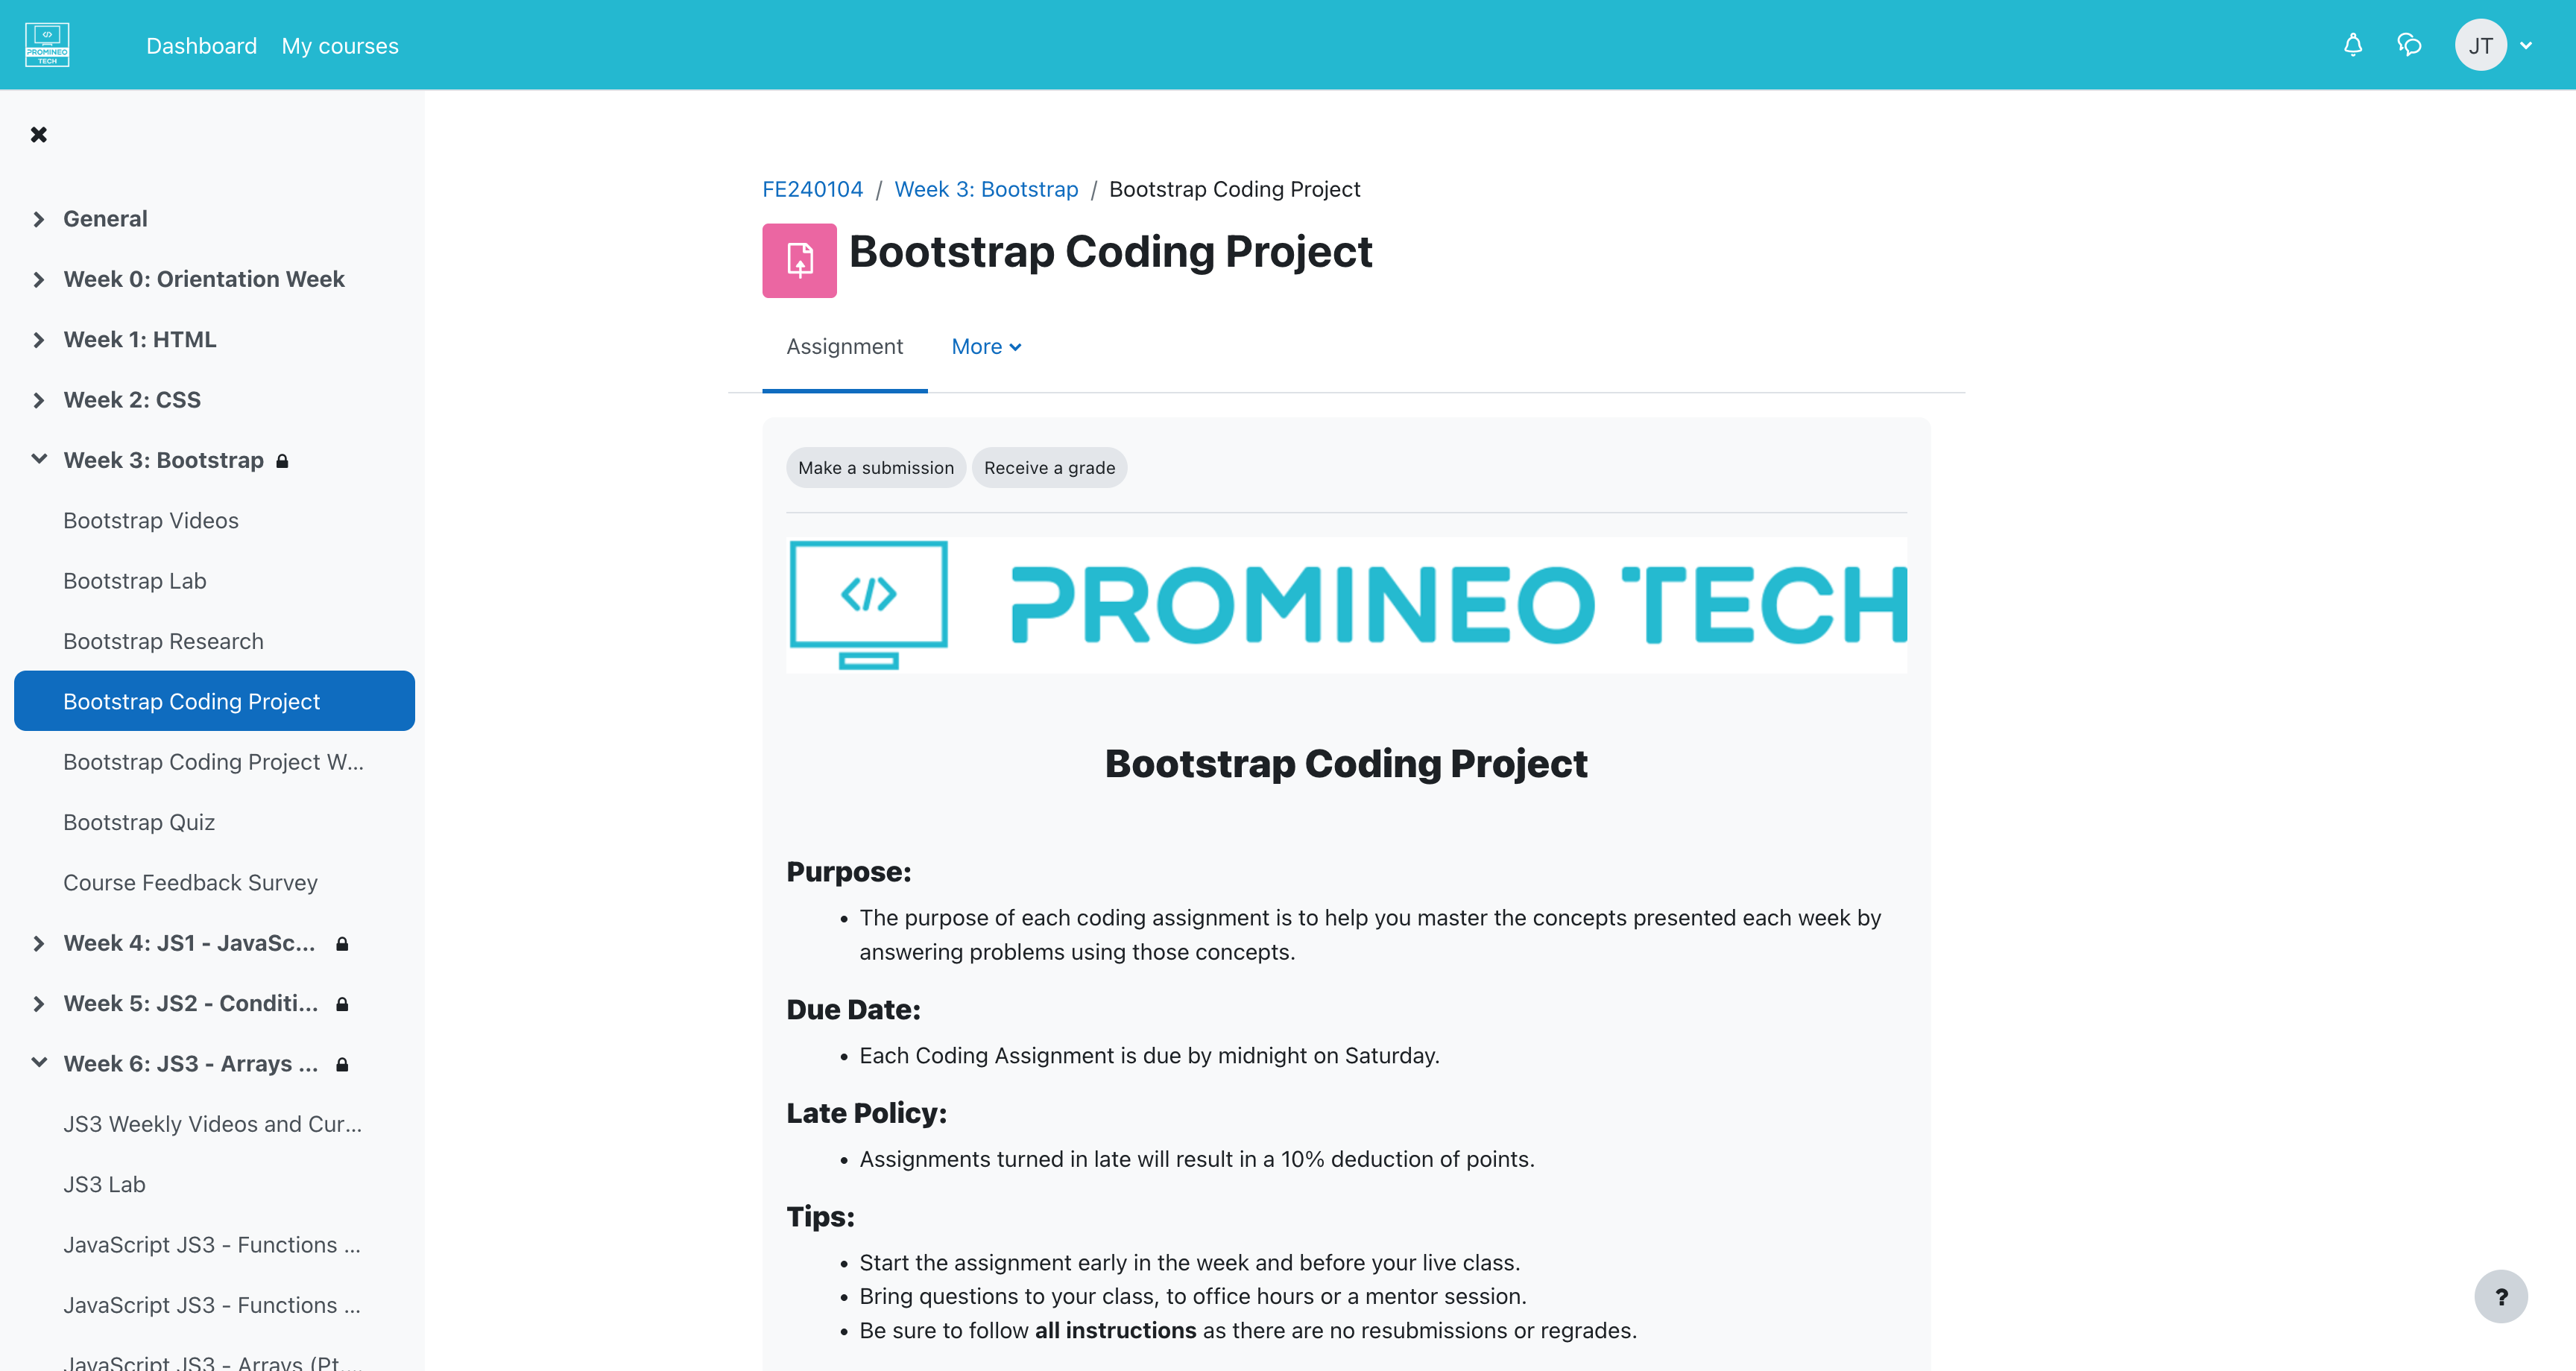 PROMINEO
TECH
Dashboard
My courses
JT
General
Week 0: Orientation Week
Week 1: HTML
Week 2: CSS
Week 3: Bootstrap
Bootstrap Videos
Bootstrap Lab
Bootstrap Research
Bootstrap Coding Project
Bootstrap Coding Project W...
Bootstrap Quiz
Course Feedback Survey
Week 4: JS1 - JavaSc...
Week 5: JS2 - Conditi...
Week 6: JS3 - Arrays ...
JS3 Weekly Videos and Cur...
JS3 Lab
JavaScript JS3 - Functions ...
JavaScript JS3 - Functions ...
JavaScript JS3 - Arrays (Pt....
FE240104 / Week 3: Bootstrap / Bootstrap Coding Project
Bootstrap Coding Project
Assignment
More
Make a submission
Receive a grade
</> PROMINEO TECH
Bootstrap Coding Project
Purpose:
• The purpose of each coding assignment is to help you master the concepts presented each week by
answering problems using those concepts.
Due Date:
• Each Coding Assignment is due by midnight on Saturday.
Late Policy:
• Assignments turned in late will result in a 10% deduction of points.
Tips:
• Start the assignment early in the week and before your live class.
• Bring questions to your class, to office hours or a mentor session.
• Be sure to follow all instructions as there are no resubmissions or regrades.
?